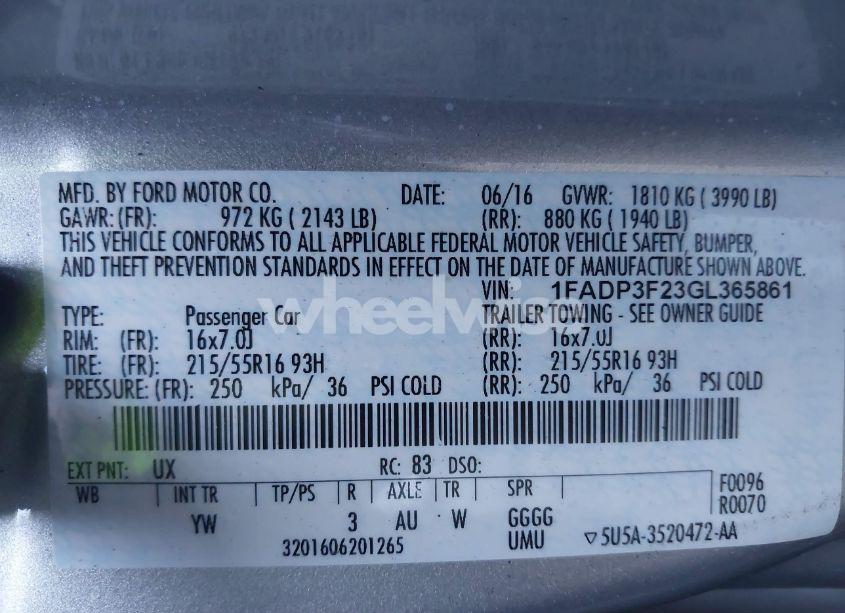 MFD. BY FORD MOTOR CO. DATE: 06/16 GVWR: 1810 KG ( 3990 LB)
GAWR: (FR): 972 KG ( 2143 LB) (RR): 880 KG ( 1940 LB)
THIS VEHICLE CONFORMS TO ALL APPLICABLE FEDERAL MOTOR VEHICLE SAFETY, BUMPER,
AND THEFT PREVENTION STANDARDS IN EFFECT ON THE DATE OF MANUFACTURE SHOWN ABOVE.
VIN: 1FADP3F23GL365861
TYPE: Passenger Car TRAILER TOWING - SEE OWNER GUIDE
RIM: (FR): 16x7.0J (RR): 16x7.0J
TIRE: (FR): 215/55R16 93H (RR): 215/55R16 93H
PRESSURE: (FR): 250 kPa/ 36 PSI COLD (RR): 250 kPa/ 36 PSI COLD
EXT PNT: UX RC: 83 DSO:
WB INT TR TP/PS R AXLE TR SPR F0096
R0070
YW 3 AU W GGGG
3201606201265 UMU ▽5U5A-3520472-AA
wheelwise